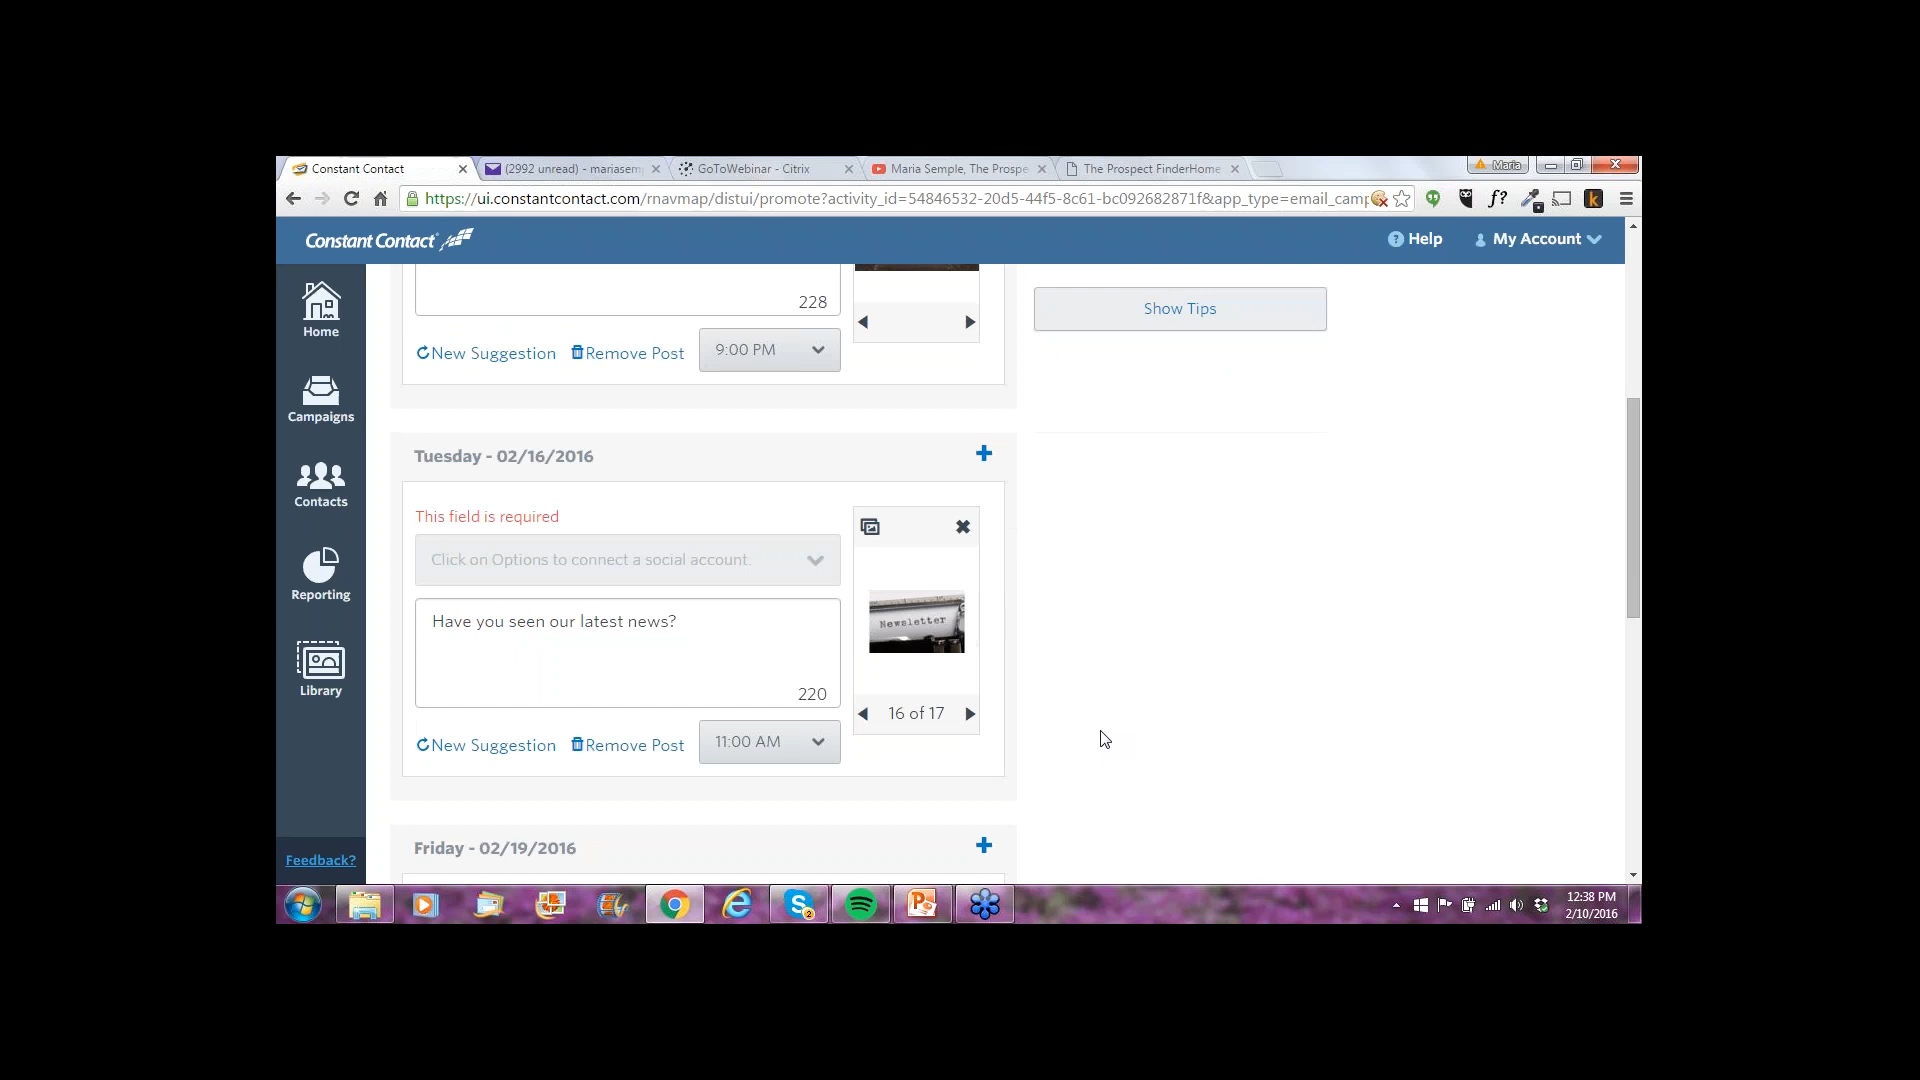 Constant Contact
(2992 unread) - mariasem
GoToWebinar - Citrix
Maria Semple, The Prospe
The Prospect FinderHome
Maria
https://ui.constantcontact.com/rnavmap/distui/promote?activity_id=54846532-20d5-44f5-8c61-bc092682871f&app_type=email_camp
f?
k
Constant Contact
Help
My Account
Home
Campaigns
Contacts
Reporting
Library
Feedback?
228
New Suggestion
Remove Post
9:00 PM
Show Tips
Tuesday - 02/16/2016
This field is required
Click on Options to connect a social account.
Have you seen our latest news?
220
Newsletter
16 of 17
New Suggestion
Remove Post
11:00 AM
Friday - 02/19/2016
2
12:38 PM
2/10/2016